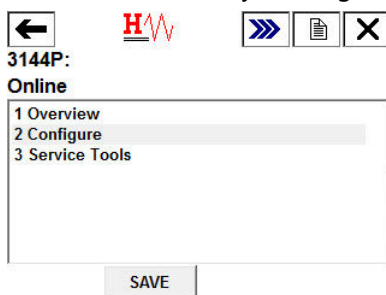 H
3144P:
Online
1 Overview
2 Configure
3 Service Tools
SAVE